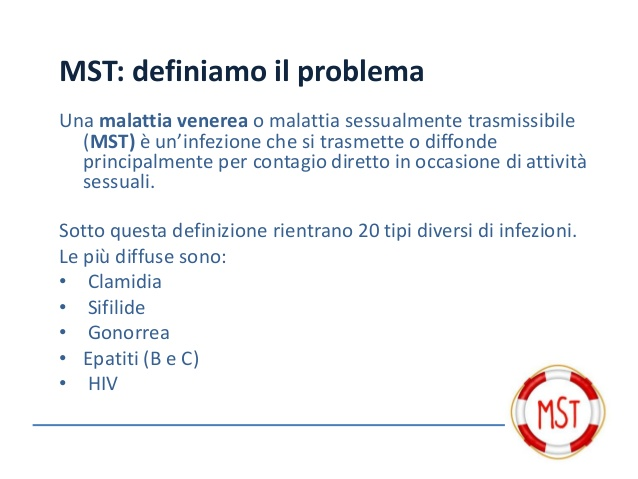 MST: definiamo il problema
Una malattia venerea o malattia sessualmente trasmissibile
(MST) è un’infezione che si trasmette o diffonde
principalmente per contagio diretto in occasione di attività
sessuali.
Sotto questa definizione rientrano 20 tipi diversi di infezioni.
Le più diffuse sono:
• Clamidia
• Sifilide
• Gonorrea
• Epatiti (B e C)
• HIV
MST